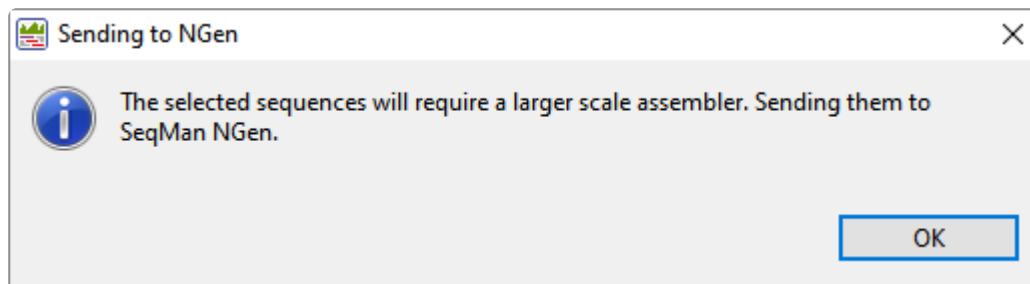 Sending to NGen
The selected sequences will require a larger scale assembler. Sending them to
SeqMan NGen.
OK